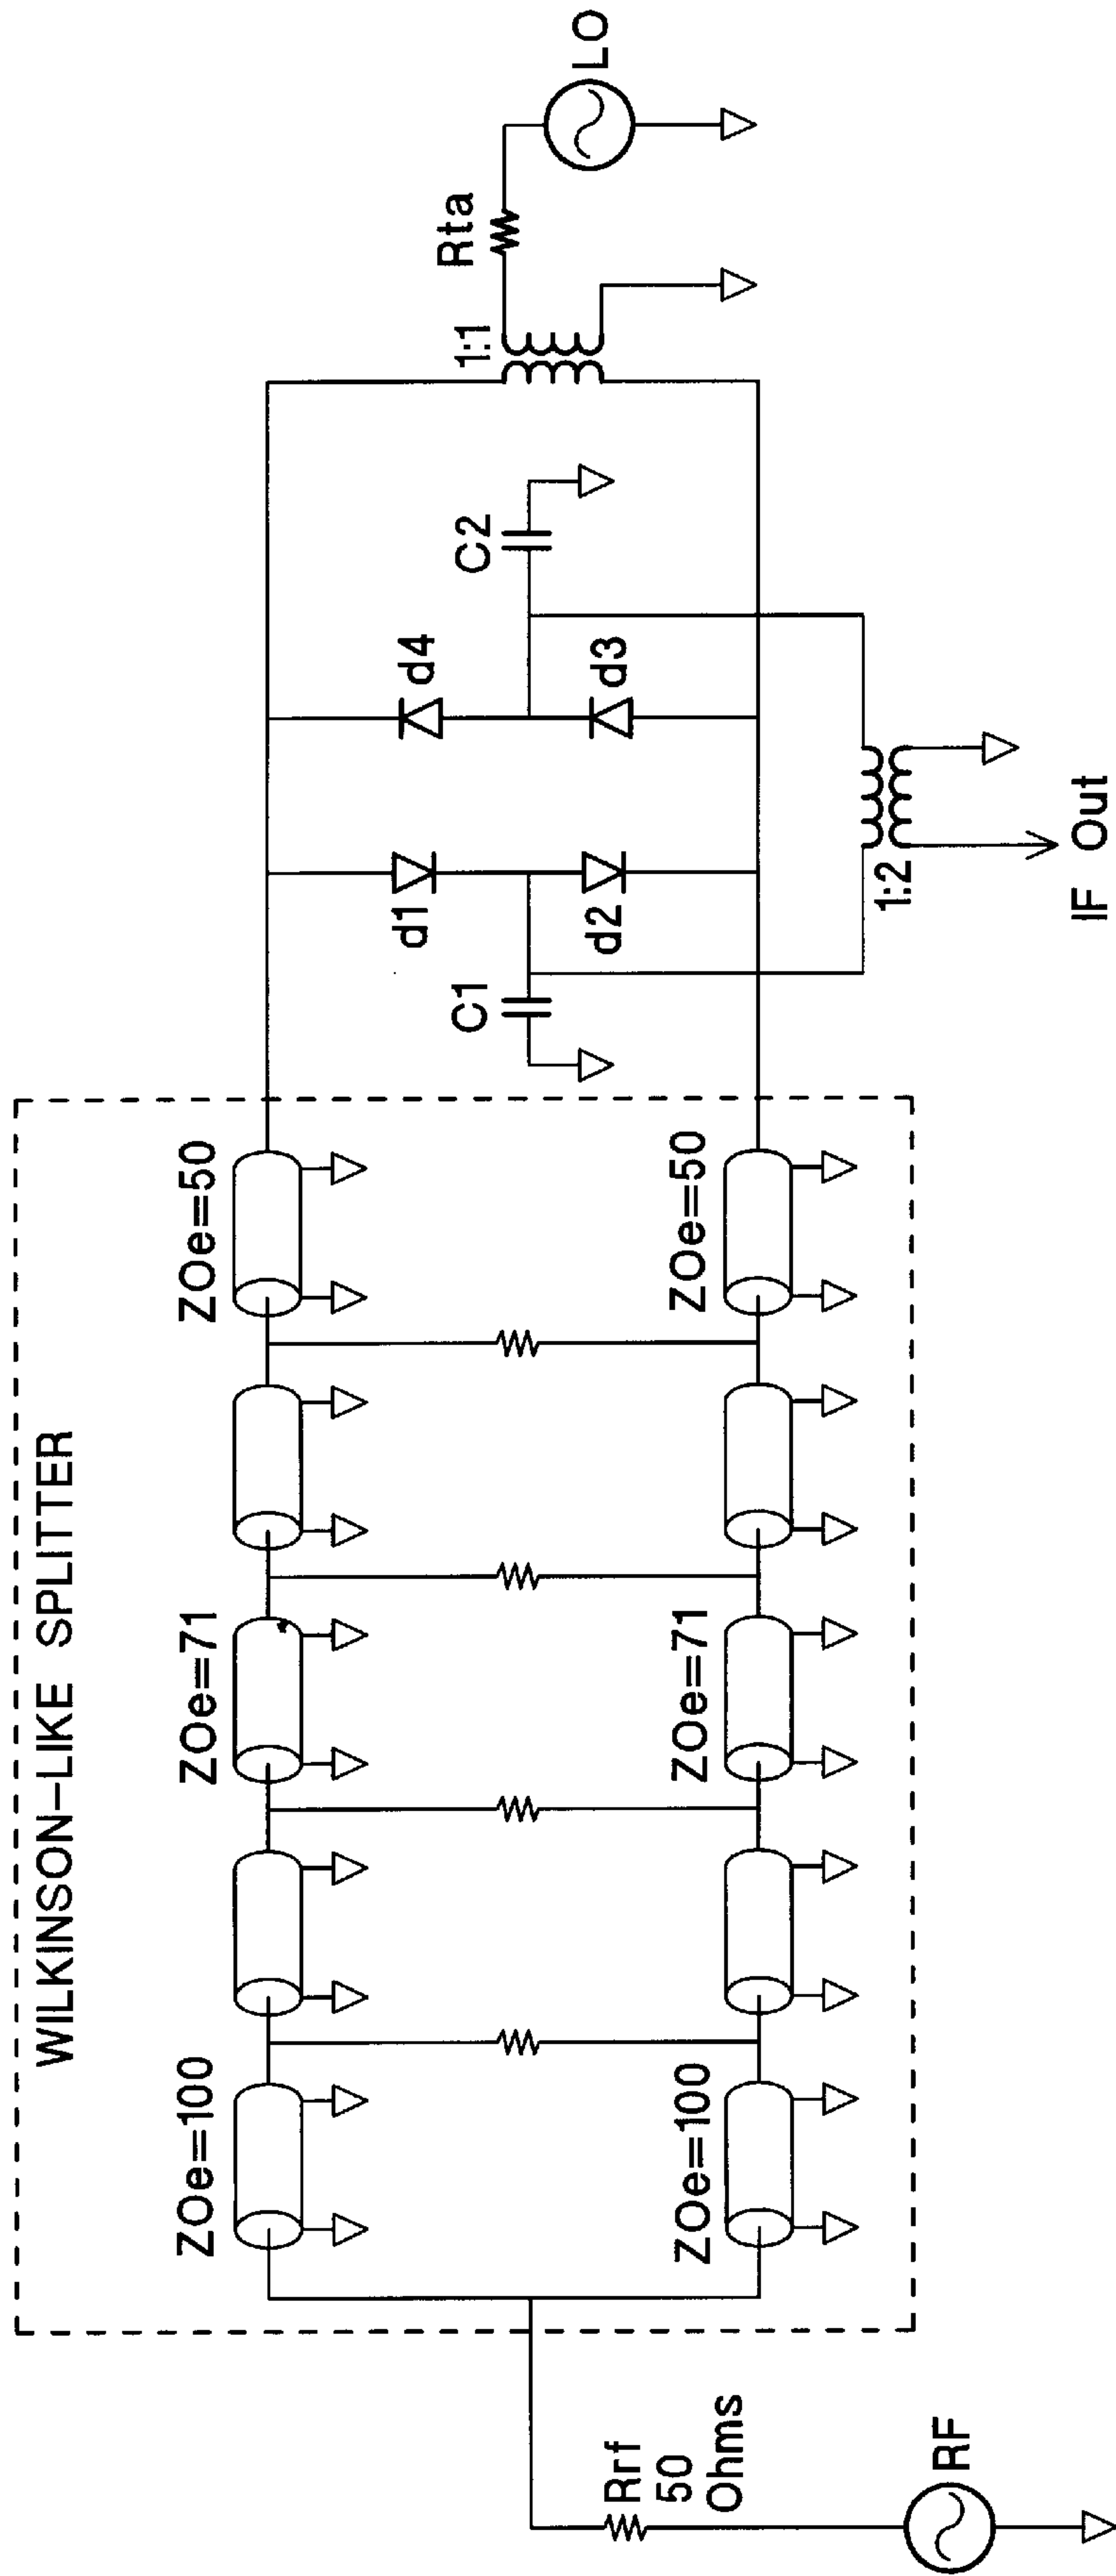 WILKINSON-LIKE SPLITTER
ZOe=100
ZOe=71
ZOe=50
ZOe=100
ZOe=71
ZOe=50
Rrf
50
Ohms
RF
C1
d1
d2
d4
d3
C2
1:1
Rta
LO
1:2
IF Out